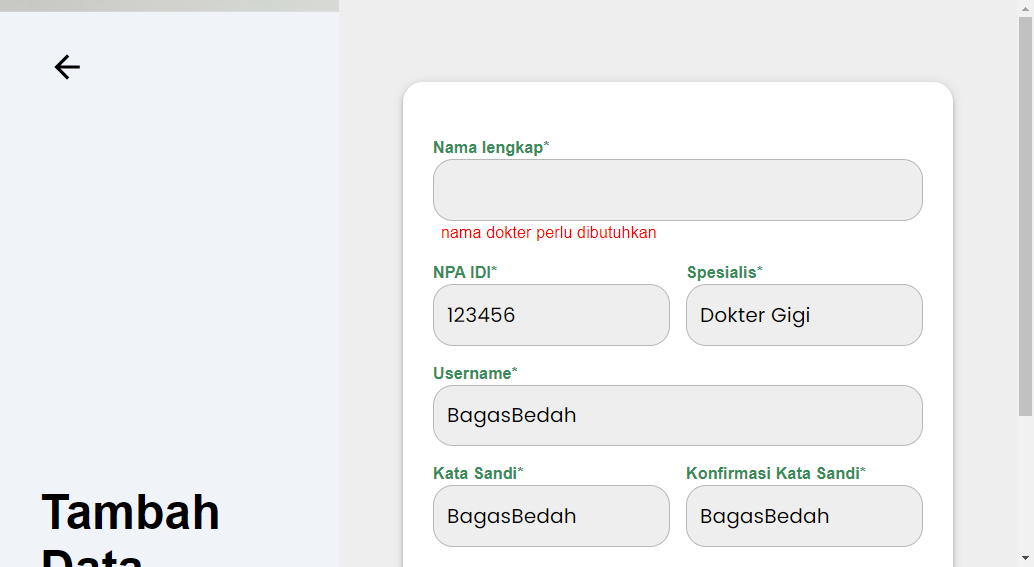 Nama lengkap*
nama dokter perlu dibutuhkan
NPA IDI*
Spesialis*
123456
Dokter Gigi
Username*
BagasBedah
Kata Sandi*
Konfirmasi Kata Sandi*
BagasBedah
BagasBedah
Tambah
Data